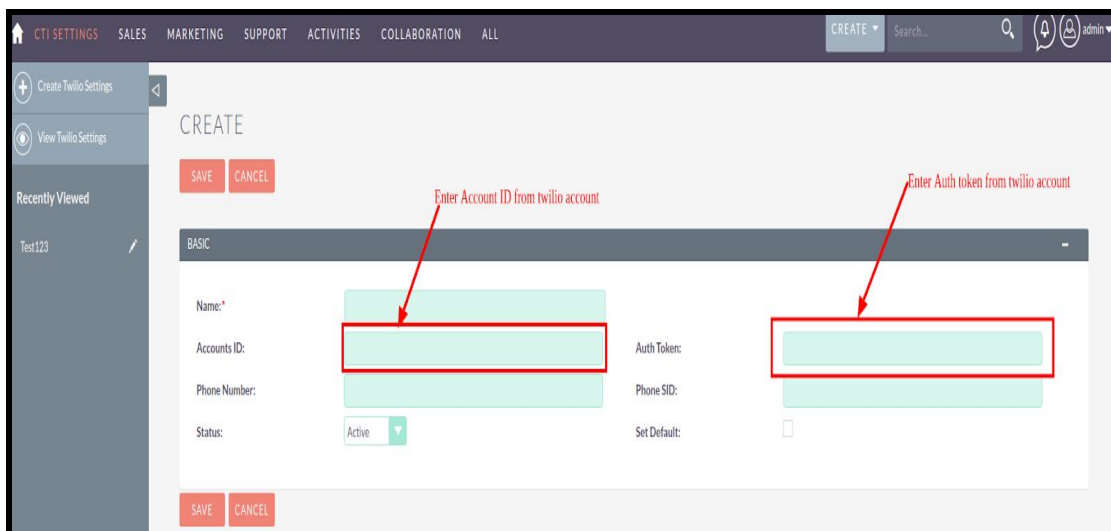 CTI SETTINGS SALES MARKETING SUPPORT ACTIVITIES COLLABORATION ALL CREATE Search... admin
Create Twilio Settings
View Twilio Settings
Recently Viewed
Test123
CREATE
SAVE CANCEL
Enter Account ID from twilio account
Enter Auth token from twilio account
BASIC
Name:*
Accounts ID: Auth Token:
Phone Number: Phone SID:
Status: Active Set Default:
SAVE CANCEL